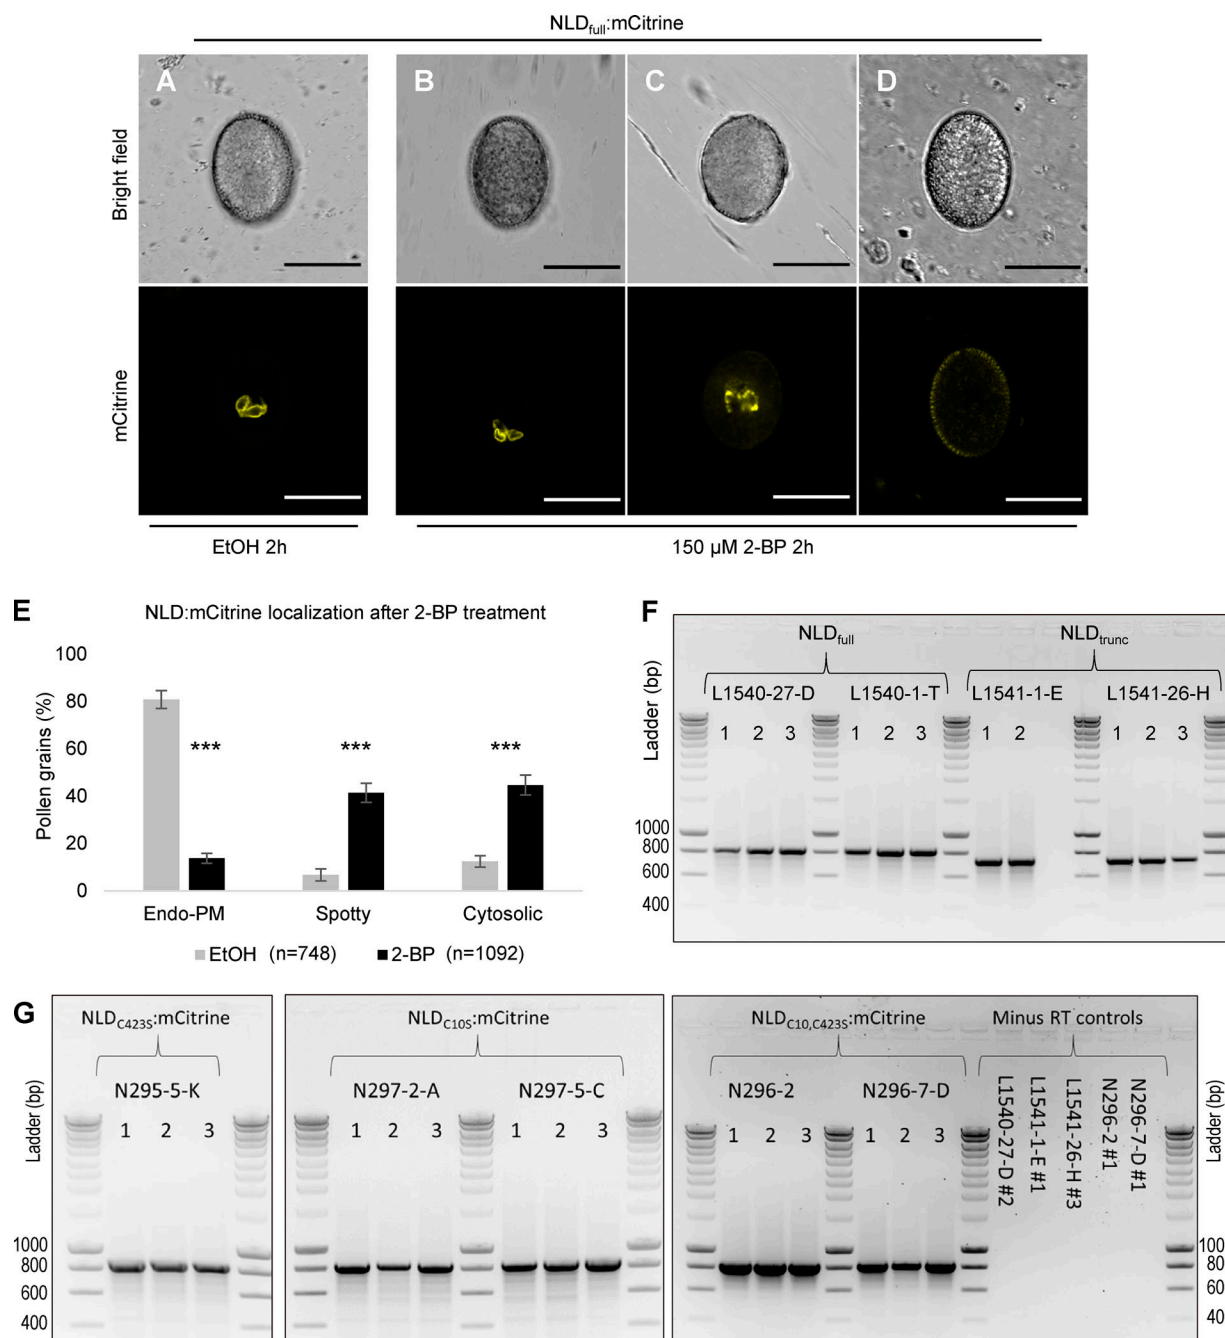 NLDfull:mCitrine
A
B
C
D
Bright field
mCitrine
EtOH 2h
150 µM 2-BP 2h
E
NLD:mCitrine localization after 2-BP treatment
Pollen grains (%)
100
80
60
40
20
0
***
***
***
Endo-PM
Spotty
Cytosolic
EtOH (n=748)
2-BP (n=1092)
F
NLDfull
NLDtrunc
Ladder (bp)
L1540-27-D
L1540-1-T
L1541-1-E
L1541-26-H
1 2 3
1 2 3
1 2
1 2 3
1000
800
600
400
G
NLDC423S:mCitrine
NLDC10S:mCitrine
NLDC10,C423S:mCitrine
Minus RT controls
Ladder (bp)
N295-5-K
N297-2-A
N297-5-C
N296-2
N296-7-D
L1540-27-D #2
L1541-1-E #1
L1541-26-H #3
N296-2 #1
N296-7-D #1
Ladder (bp)
1 2 3
1 2 3
1 2 3
1 2 3
1 2 3
1000
800
600
400
100
80
60
40